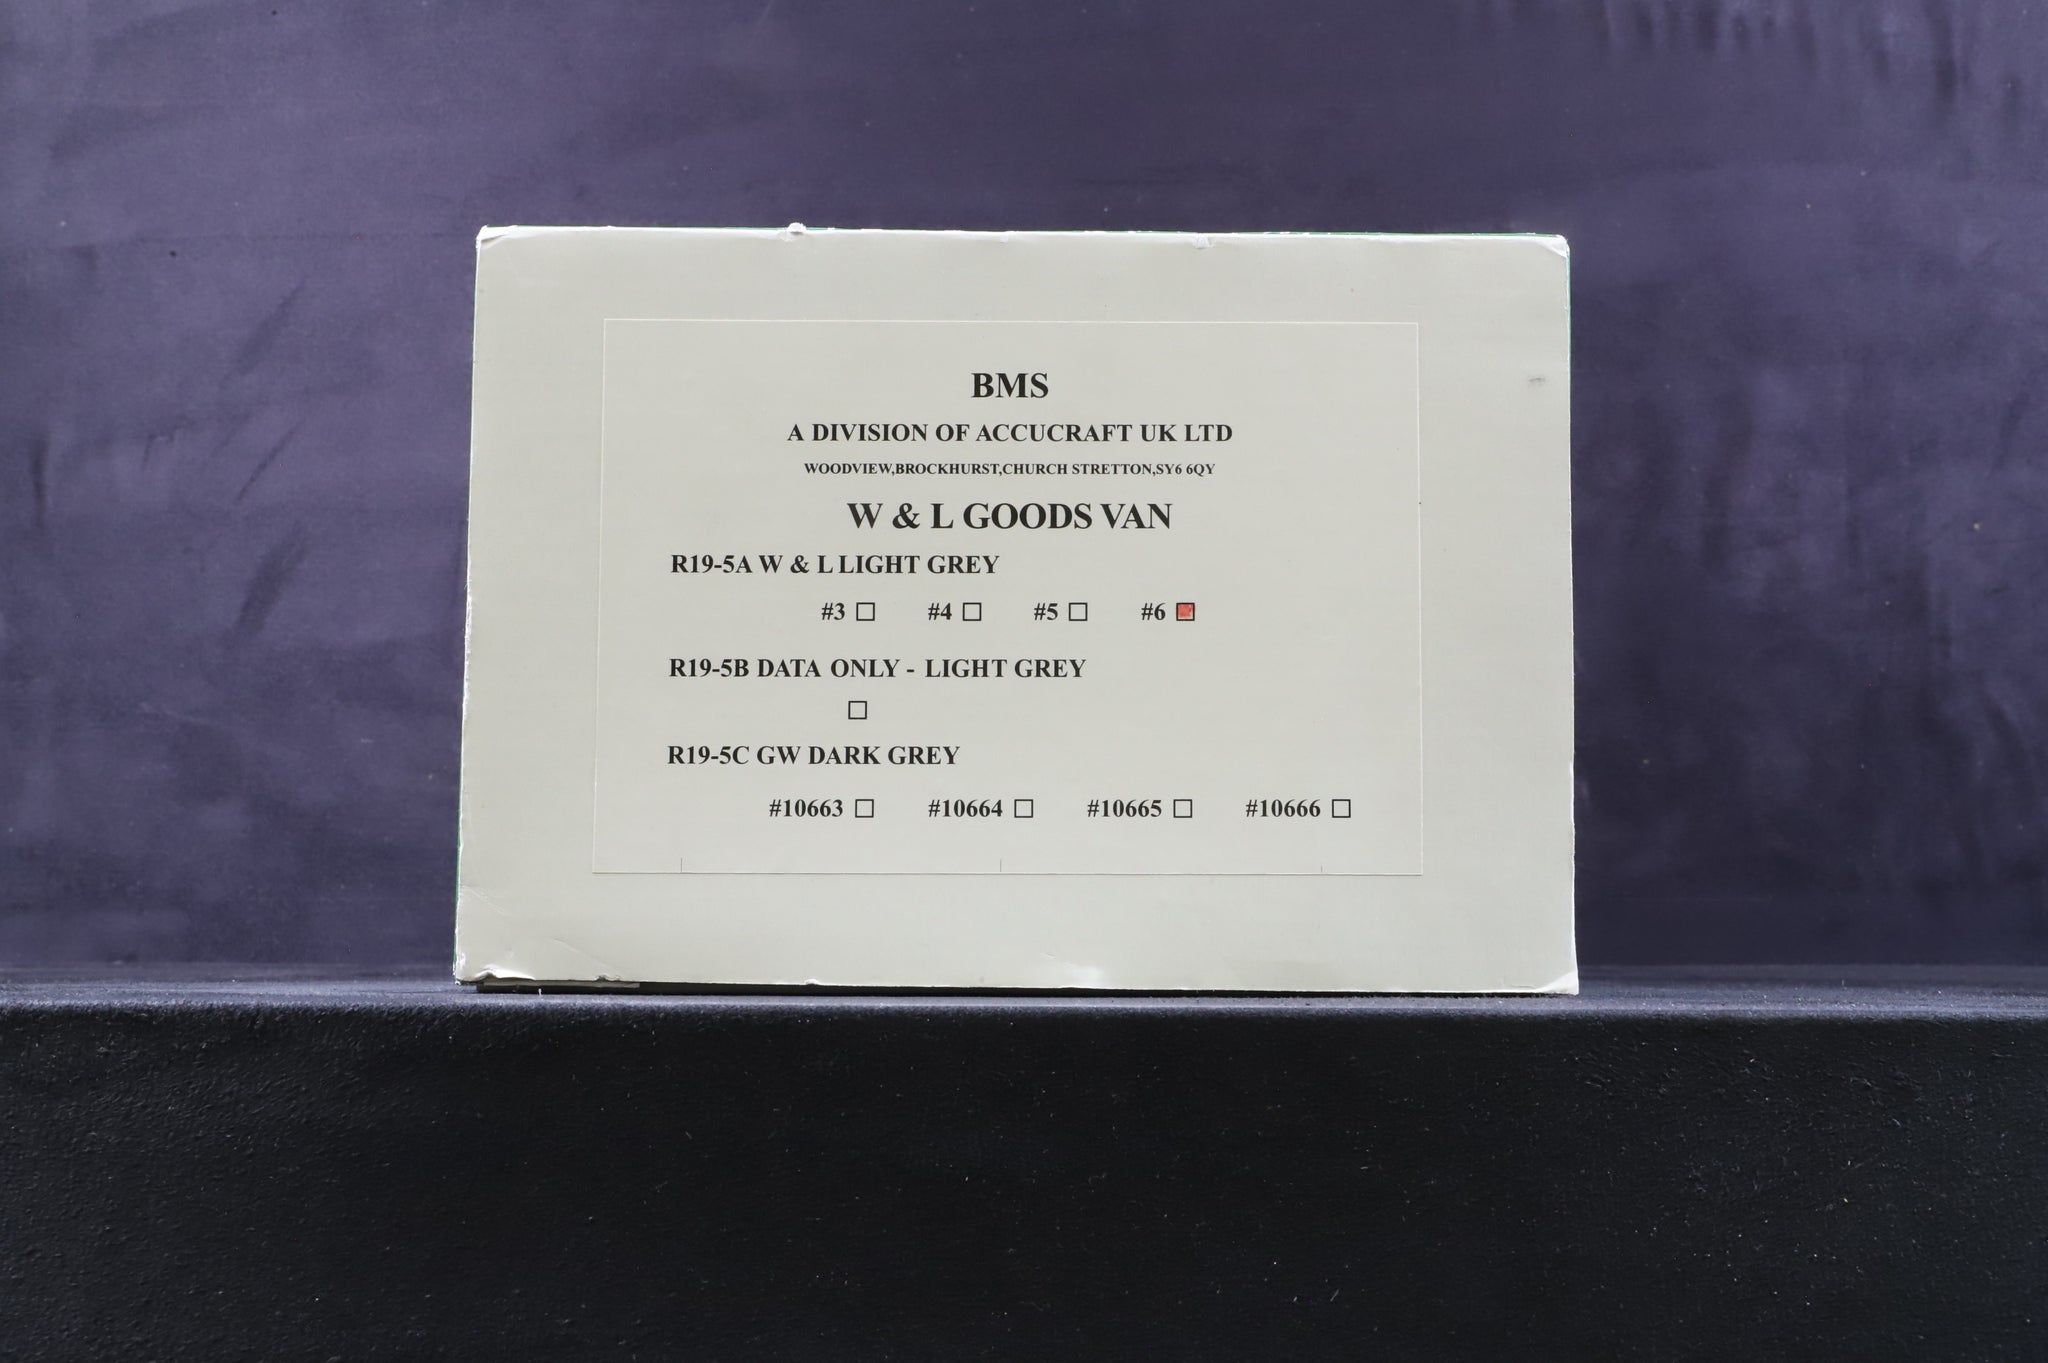 BMS
A DIVISION OF ACCUCRAFT UK LTD
WOODVIEW,BROCKHURST,CHURCH STRETTON,SY6 6QY
W & L GOODS VAN
R19-5A W & L LIGHT GREY
#3 □ #4 □ #5 □ #6 ■
R19-5B DATA ONLY - LIGHT GREY
□
R19-5C GW DARK GREY
#10663 □ #10664 □ #10665 □ #10666 □